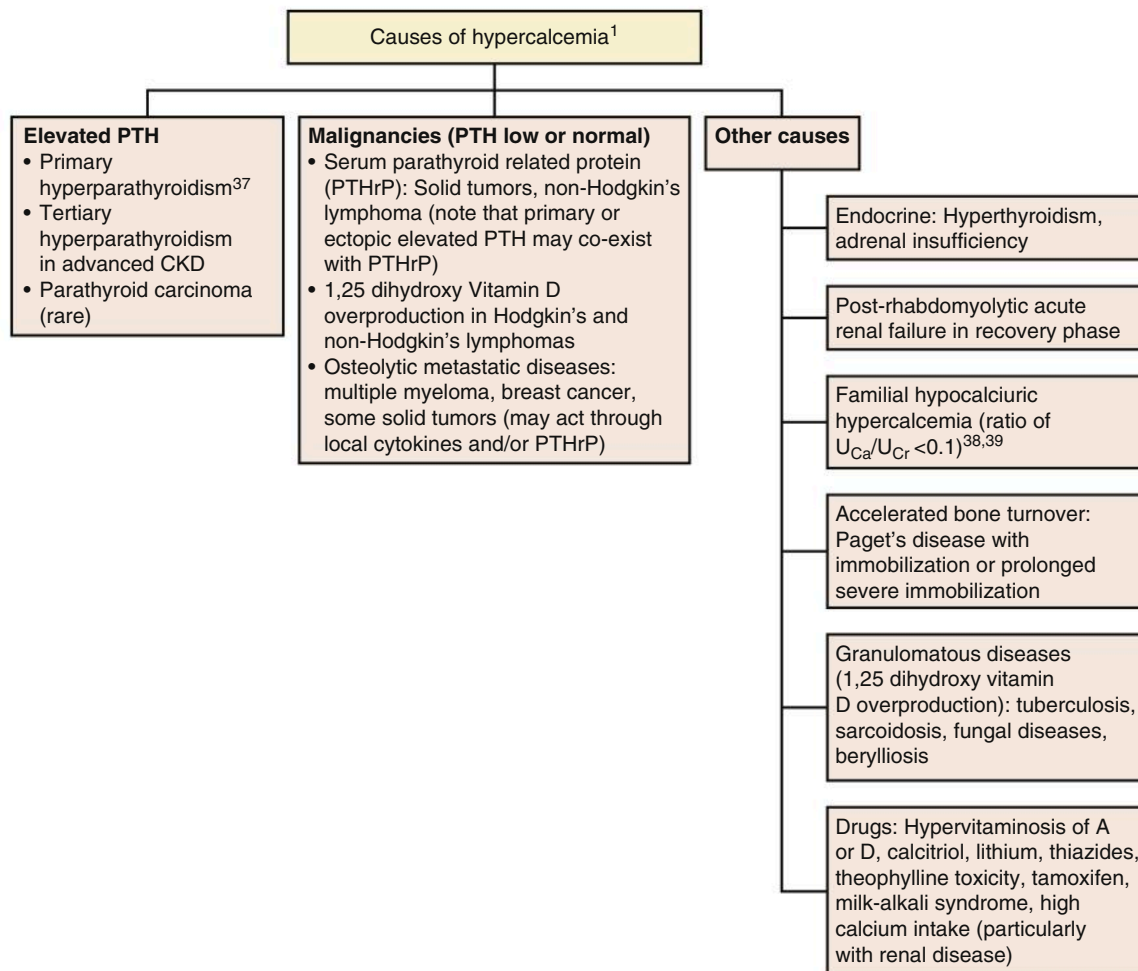 Causes of hypercalcemia1
Elevated PTH
• Primary
hyperparathyroidism37
• Tertiary
hyperparathyroidism
in advanced CKD
• Parathyroid carcinoma
(rare)
Malignancies (PTH low or normal)
• Serum parathyroid related protein
(PTHrP): Solid tumors, non-Hodgkin's
lymphoma (note that primary or
ectopic elevated PTH may co-exist
with PTHrP)
• 1,25 dihydroxy Vitamin D
overproduction in Hodgkin's and
non-Hodgkin's lymphomas
• Osteolytic metastatic diseases:
multiple myeloma, breast cancer,
some solid tumors (may act through
local cytokines and/or PTHrP)
Other causes
Endocrine: Hyperthyroidism,
adrenal insufficiency
Post-rhabdomyolytic acute
renal failure in recovery phase
Familial hypocalciuric
hypercalcemia (ratio of
UCa/UCr <0.1)38,39
Accelerated bone turnover:
Paget's disease with
immobilization or prolonged
severe immobilization
Granulomatous diseases
(1,25 dihydroxy vitamin
D overproduction): tuberculosis,
sarcoidosis, fungal diseases,
berylliosis
Drugs: Hypervitaminosis of A
or D, calcitriol, lithium, thiazides,
theophylline toxicity, tamoxifen,
milk-alkali syndrome, high
calcium intake (particularly
with renal disease)